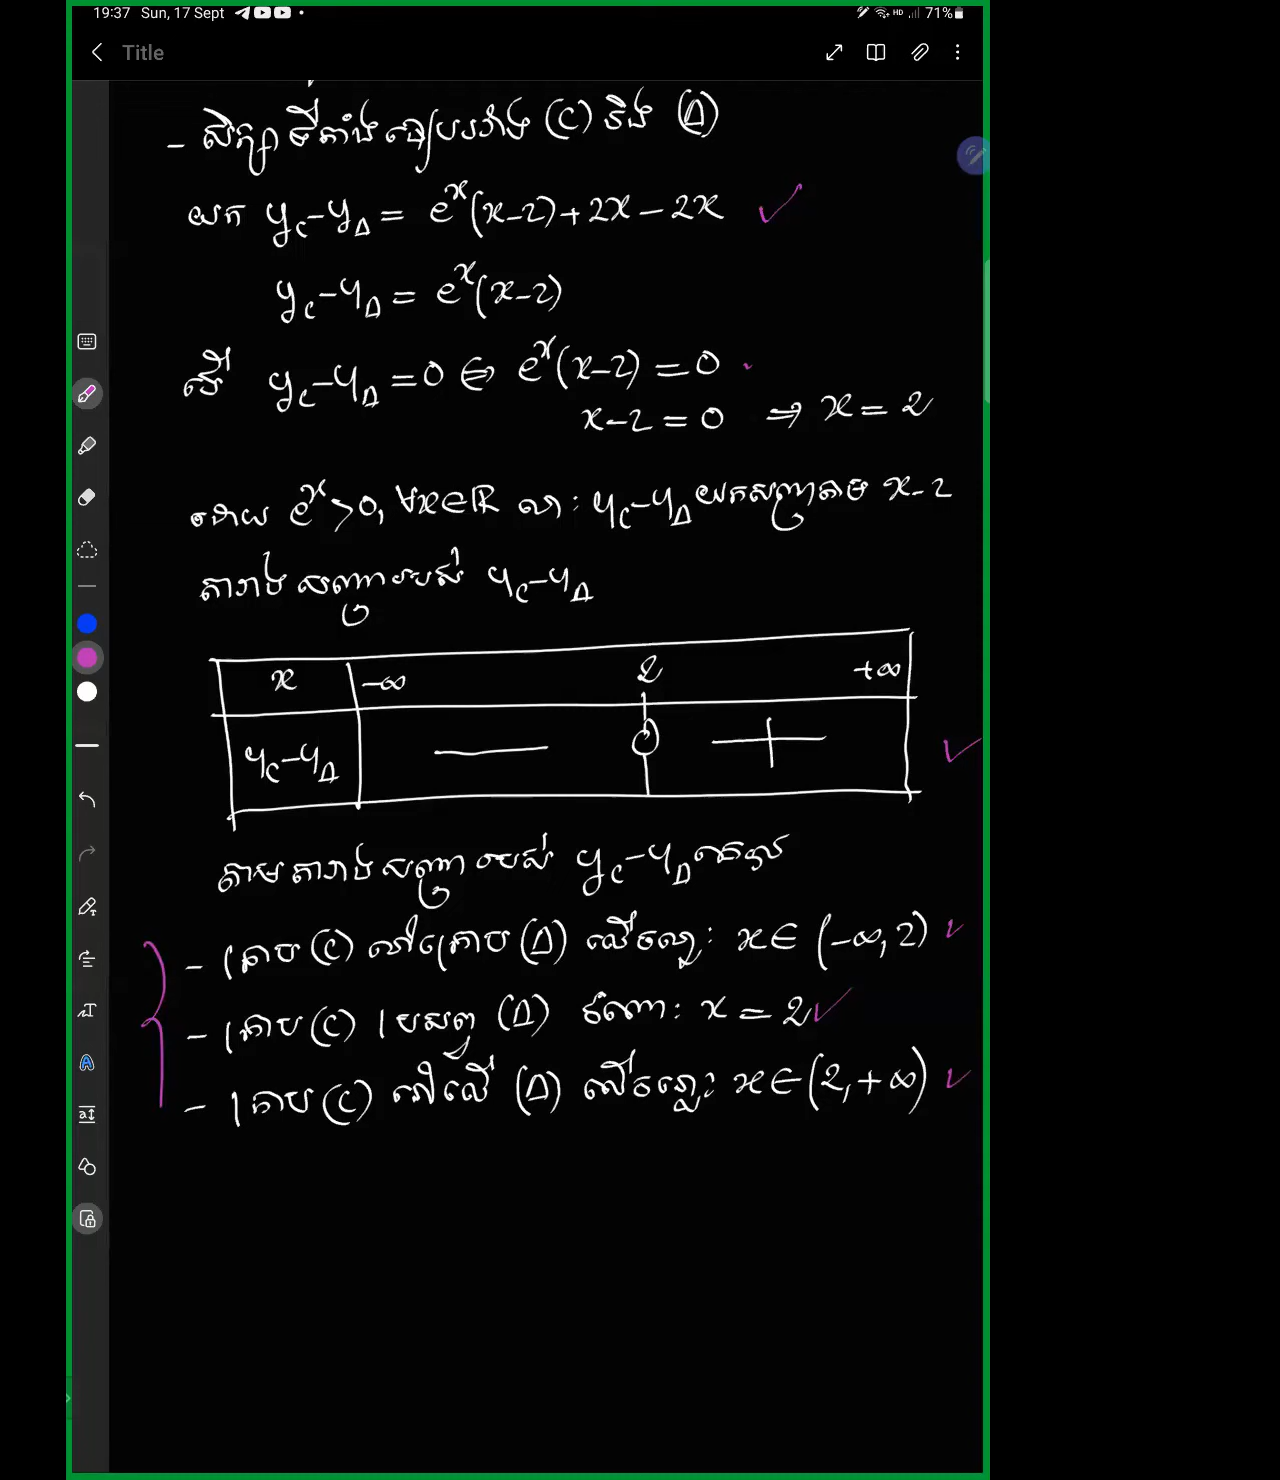 19:37 Sun, 17 Sept 71%
Title
- សិក្សាទីតាំងធៀបរវាង (C) និង (Δ)
យក y_C - y_Δ = e^x(x-2)+2x-2x ✓
y_C - y_Δ = e^x(x-2)
បើ y_C - y_Δ = 0 ⇔ e^x(x-2) = 0
x-2 = 0 ⇒ x = 2
ដោយ e^x > 0, ∀x∈ℝ នោះ y_C - y_Δ យកសញ្ញាតាម x-2
តារាងសញ្ញារបស់ y_C - y_Δ
x -∞ 2 +∞
y_C - y_Δ — 0 + ✓
តាមតារាងសញ្ញារបស់ y_C - y_Δ គេបាន
- ក្រាប (C) នៅក្រោម (Δ) លើចន្លោះ x∈ (-∞, 2) ✓
- ក្រាប (C) ប្រសព្វ (Δ) ចំពោះ x = 2 ✓
- ក្រាប (C) នៅលើ (Δ) លើចន្លោះ x∈ (2, +∞) ✓